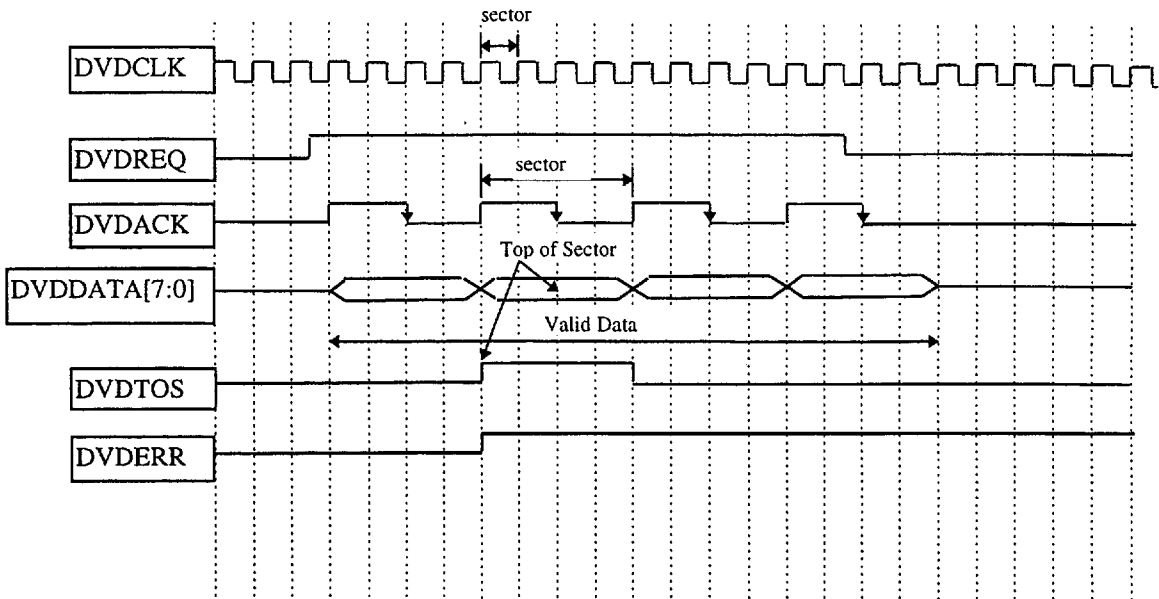 sector
DVDCLK
DVDREQ
sector
DVDACK
Top of Sector
DVDDATA[7:0]
Valid Data
DVDTOS
DVDERR